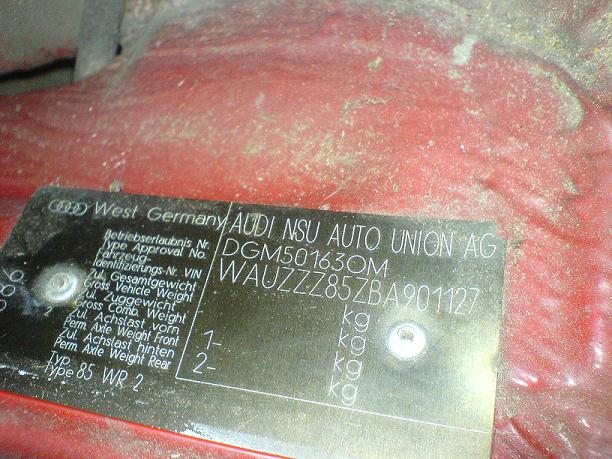 West Germany
AUDI NSU AUTO UNION AG
Betriebserlaubnis Nr.
Type Approval No.
DGM501630M
Fahrzeug-
Identifizierungs-Nr. VIN
WAUZZZ85ZBA901127
Zul. Gesamtgewicht
Gross Vehicle Weight
kg
Zul. Zuggewicht
Gross Comb. Weight
kg
Zul. Achslast vorn
Perm. Axle Weight Front
1- kg
Zul. Achslast hinten
Perm. Axle Weight Rear
2- kg
Typ
Type 85 WR 2